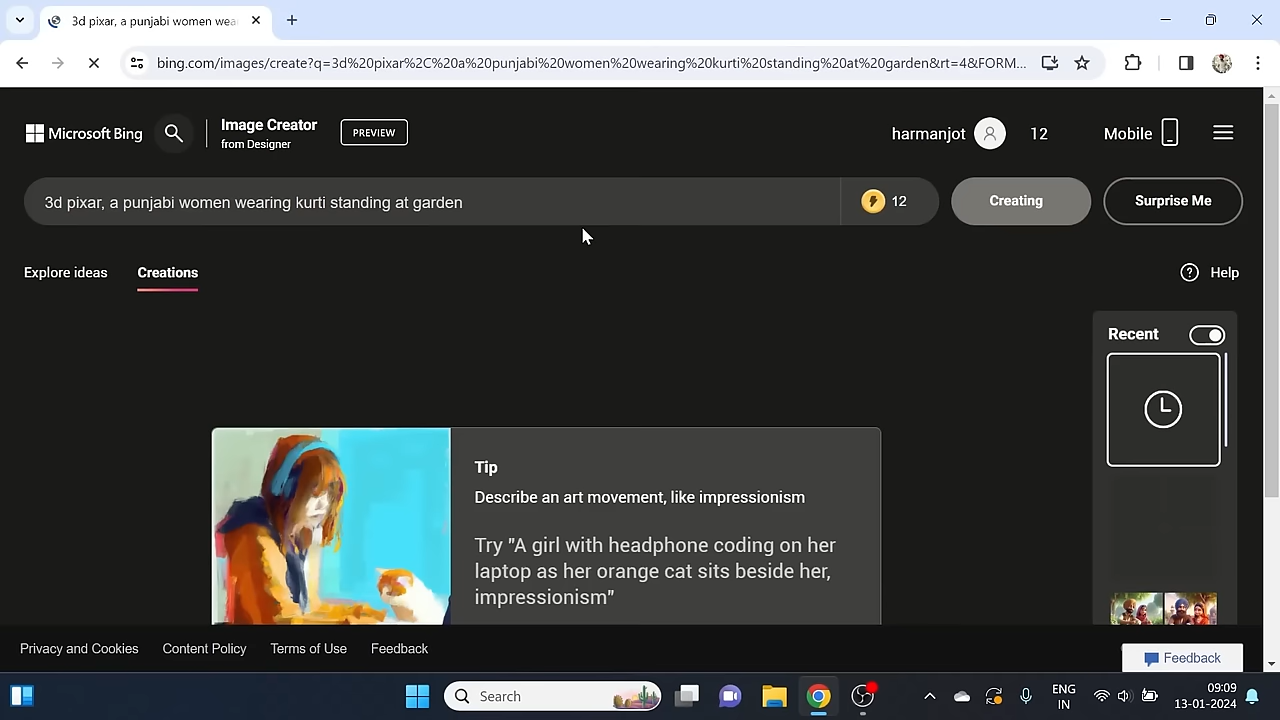 3d pixar, a punjabi women wea
bing.com/images/create?q=3d%20pixar%2C%20a%20punjabi%20women%20wearing%20kurti%20standing%20at%20garden&rt=4&FORM...
Microsoft Bing
Image Creator
from Designer
PREVIEW
harmanjot
12
Mobile
3d pixar, a punjabi women wearing kurti standing at garden
12
Creating
Surprise Me
Explore ideas
Creations
Help
Recent
Tip
Describe an art movement, like impressionism
Try "A girl with headphone coding on her
laptop as her orange cat sits beside her,
impressionism"
Privacy and Cookies
Content Policy
Terms of Use
Feedback
Feedback
Search
ENG
IN
09:09
13-01-2024